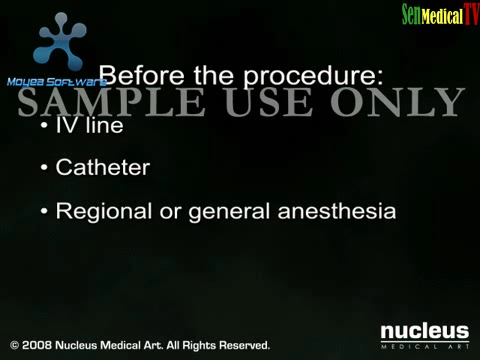 SenMedicalTV
Moyea Software
Before the procedure:
SAMPLE USE ONLY
• IV line
• Catheter
• Regional or general anesthesia
nucleus
MEDICAL ART
© 2008 Nucleus Medical Art. All Rights Reserved.